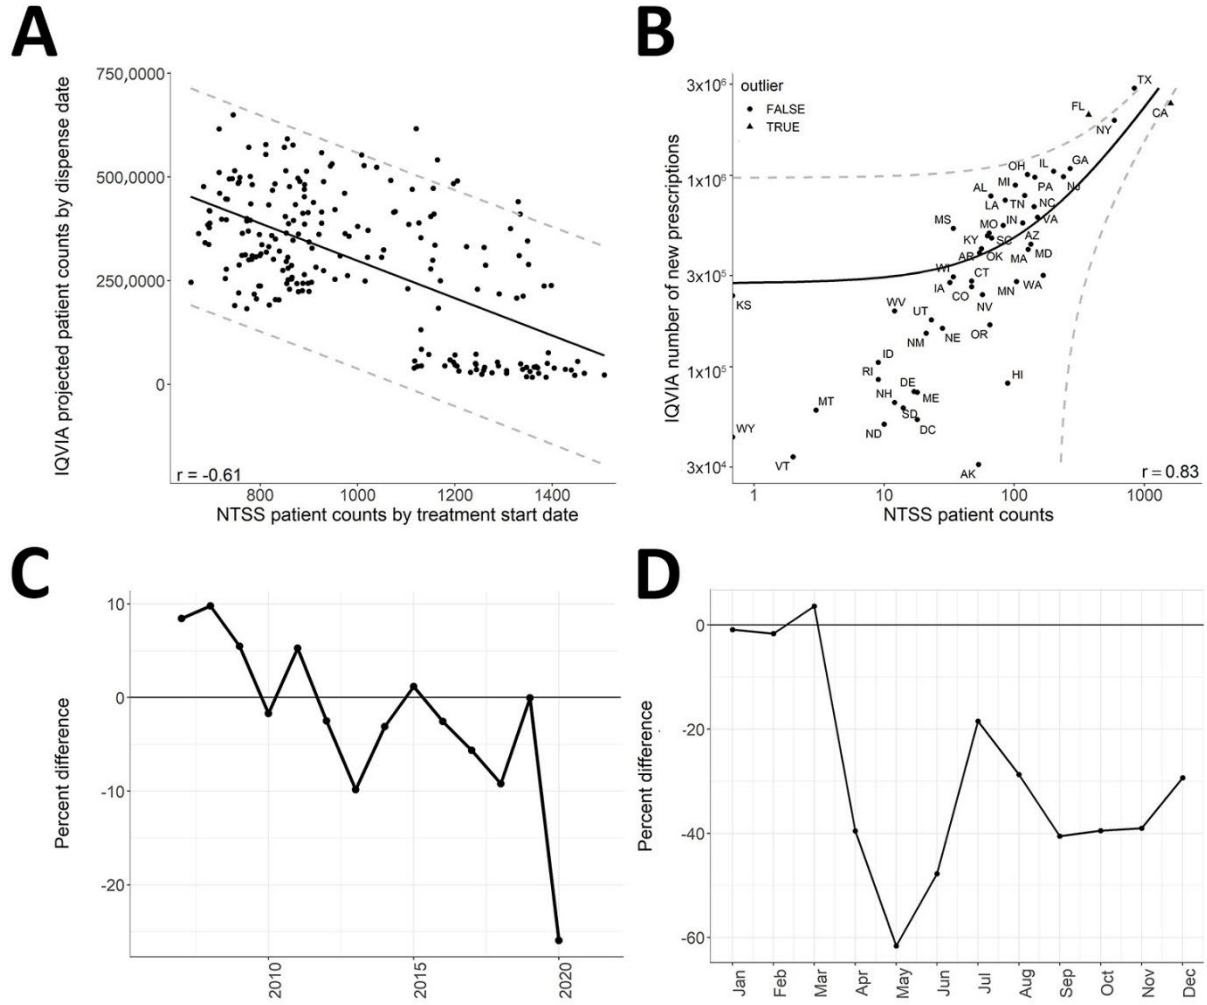 A
IQVIA projected patient counts by dispense date
750,0000
500,0000
250,0000
0
r = -0.61
800
1000
1200
1400
NTSS patient counts by treatment start date
B
IQVIA number of new prescriptions
3x10⁶
1x10⁶
3x10⁵
1x10⁵
3x10⁴
outlier
FALSE
TRUE
TX
FL
CA
NY
OH
IL
GA
MI
PA
NJ
AL
LA
TN
NC
MS
MO
IN
VA
KY
SC
AZ
AR
OK
MA
MD
WI
CT
IA
CO
MN
WA
KS
NV
WV
UT
NM
NE
OR
ID
RI
HI
NH
DE
ME
MT
SD
ND
DC
WY
VT
AK
r = 0.83
1
10
100
1000
NTSS patient counts
C
Percent difference
10
0
-10
-20
2010
2015
2020
D
Percent difference
0
-20
-40
-60
Jan
Feb
Mar
Apr
May
Jun
Jul
Aug
Sep
Oct
Nov
Dec